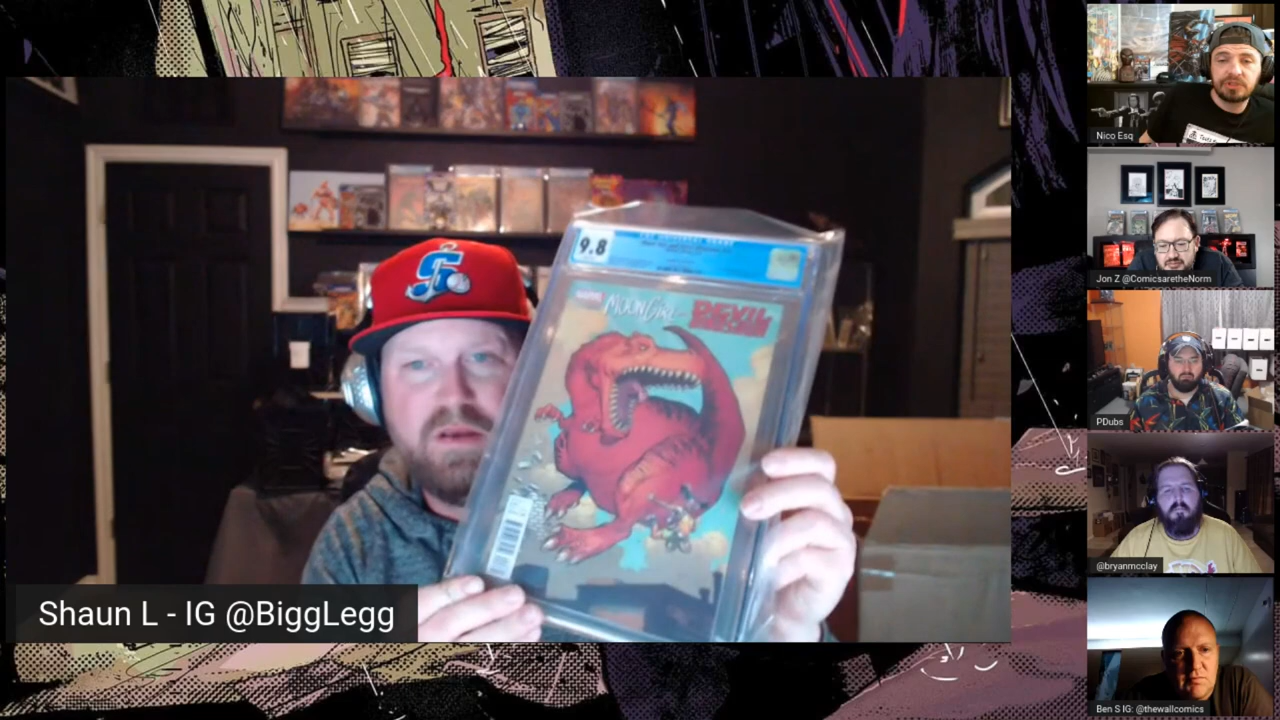 9.8
MARVEL
MOON GIRL AND
DEVIL
DINOSAUR
Shaun L - IG @BiggLegg
Nico Esq
Jon Z @ComicsaretheNorm
PDubs
@bryanmcclay
Ben S IG: @thewallcomics